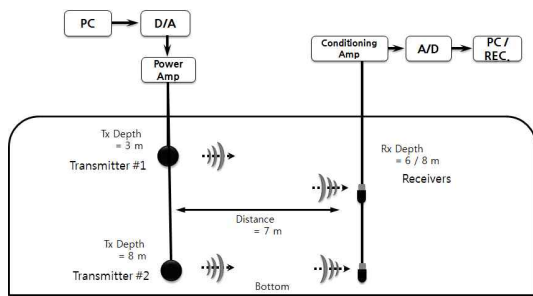 PC
D/A
Power
Amp
Conditioning
Amp
A/D
PC /
REC.
Tx Depth
= 3 m
Transmitter #1
Rx Depth
= 6 / 8 m
Receivers
Distance
= 7 m
Tx Depth
= 8 m
Transmitter #2
Bottom